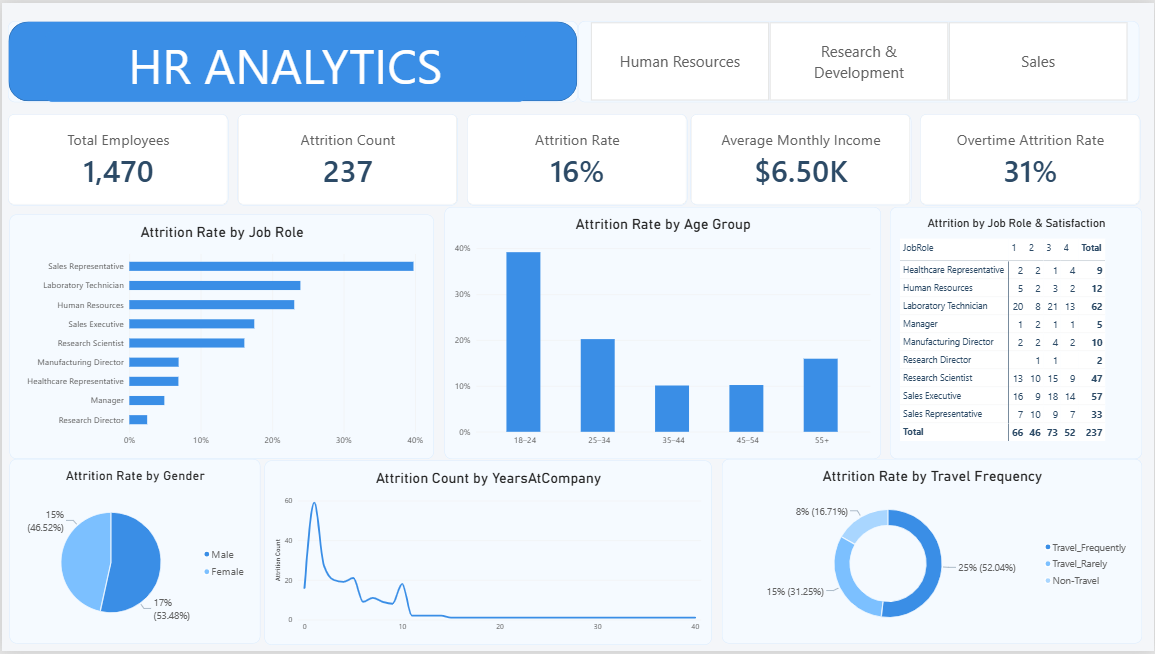 HR ANALYTICS
Human Resources
Research &
Development
Sales
Total Employees
1,470
Attrition Count
237
Attrition Rate
16%
Average Monthly Income
$6.50K
Overtime Attrition Rate
31%
Attrition Rate by Job Role
Sales Representative
Laboratory Technician
Human Resources
Sales Executive
Research Scientist
Manufacturing Director
Healthcare Representative
Manager
Research Director
0% 10% 20% 30% 40%
Attrition Rate by Age Group
40%
30%
20%
10%
0%
18–24 25–34 35–44 45–54 55+
Attrition by Job Role & Satisfaction
JobRole 1 2 3 4 Total
Healthcare Representative 2 2 1 4 9
Human Resources 5 2 3 2 12
Laboratory Technician 20 8 21 13 62
Manager 1 2 1 1 5
Manufacturing Director 2 2 4 2 10
Research Director 1 1 2
Research Scientist 13 10 15 9 47
Sales Executive 16 9 18 14 57
Sales Representative 7 10 9 7 33
Total 66 46 73 52 237
Attrition Rate by Gender
15%
(46.52%)
17%
(53.48%)
Male
Female
Attrition Count by YearsAtCompany
Attrition Count
60
40
20
0
0 10 20 30 40
Attrition Rate by Travel Frequency
8% (16.71%)
25% (52.04%)
15% (31.25%)
Travel_Frequently
Travel_Rarely
Non-Travel